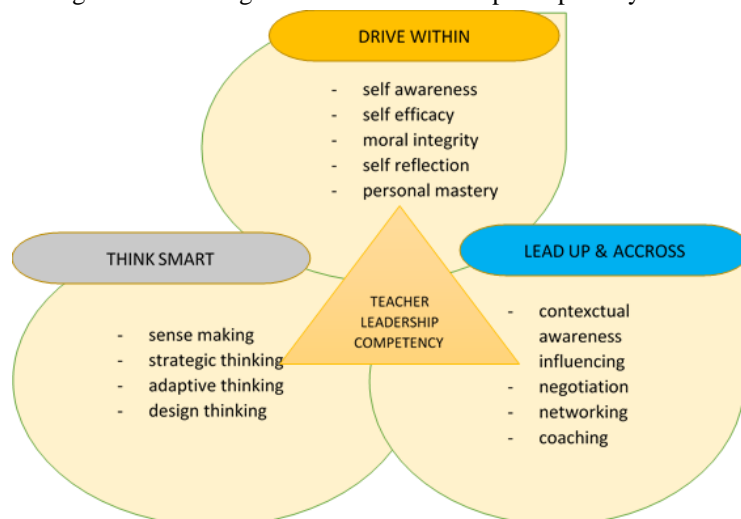 DRIVE WITHIN
- self awareness
- self efficacy
- moral integrity
- self reflection
- personal mastery
THINK SMART
- sense making
- strategic thinking
- adaptive thinking
- design thinking
LEAD UP & ACCROSS
- contexctual
awareness
- influencing
- negotiation
- networking
- coaching
TEACHER
LEADERSHIP
COMPETENCY